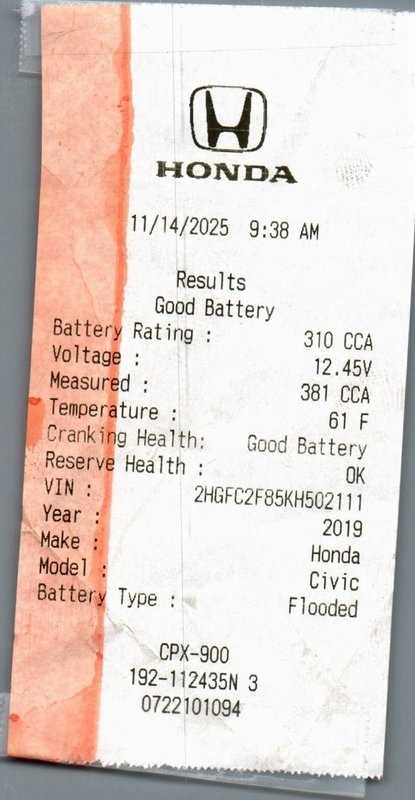 HONDA
11/14/2025 9:38 AM
Results
Good Battery
Battery Rating : 310 CCA
Voltage : 12.45V
Measured : 381 CCA
Temperature : 61 F
Cranking Health: Good Battery
Reserve Health : OK
VIN : 2HGFC2F85KH502111
Year : 2019
Make : Honda
Model : Civic
Battery Type : Flooded
CPX-900
192-112435N 3
0722101094